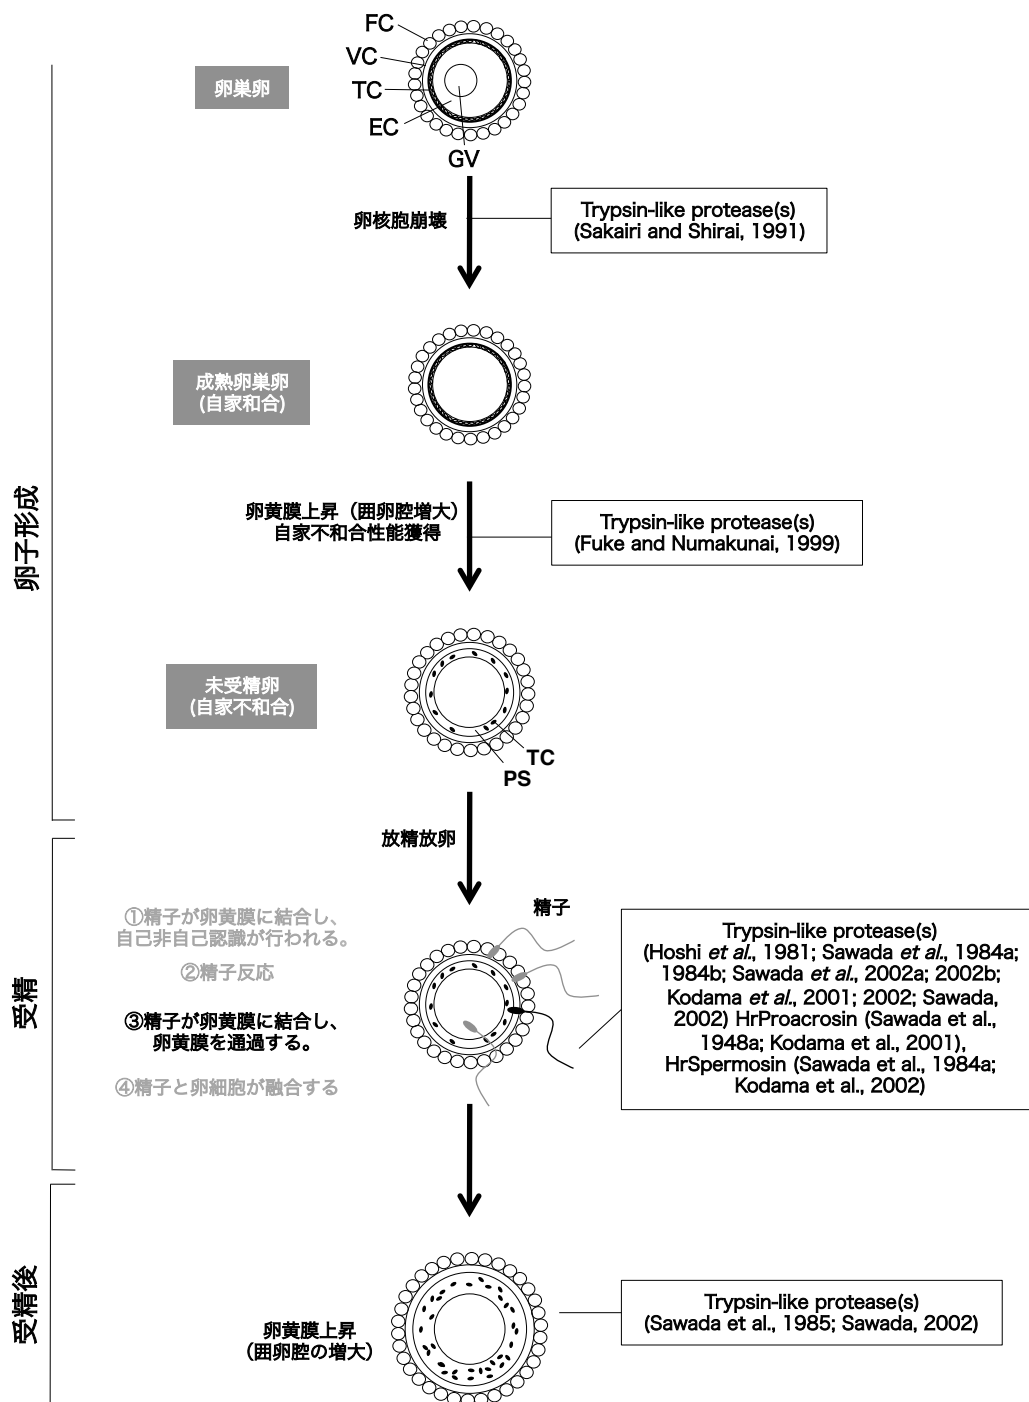 FC
VC
卵巣卵
TC
EC
GV
卵核胞崩壊
Trypsin-like protease(s)
(Sakairi and Shirai, 1991)
成熟卵巣卵
(自家和合)
卵子形成
卵黄膜上昇（囲卵腔増大）
自家不和合性能獲得
Trypsin-like protease(s)
(Fuke and Numakunai, 1999)
未受精卵
(自家不和合)
TC
PS
放精放卵
受精
①精子が卵黄膜に結合し、
自己非自己認識が行われる。
②精子反応
③精子が卵黄膜に結合し、
卵黄膜を通過する。
④精子と卵細胞が融合する
精子
Trypsin-like protease(s)
(Hoshi et al., 1981; Sawada et al., 1984a;
1984b; Sawada et al., 2002a; 2002b;
Kodama et al., 2001; 2002; Sawada,
2002) HrProacrosin (Sawada et al.,
1948a; Kodama et al., 2001),
HrSpermosin (Sawada et al., 1984a;
Kodama et al., 2002)
受精後
卵黄膜上昇
（囲卵腔の増大）
Trypsin-like protease(s)
(Sawada et al., 1985; Sawada, 2002)